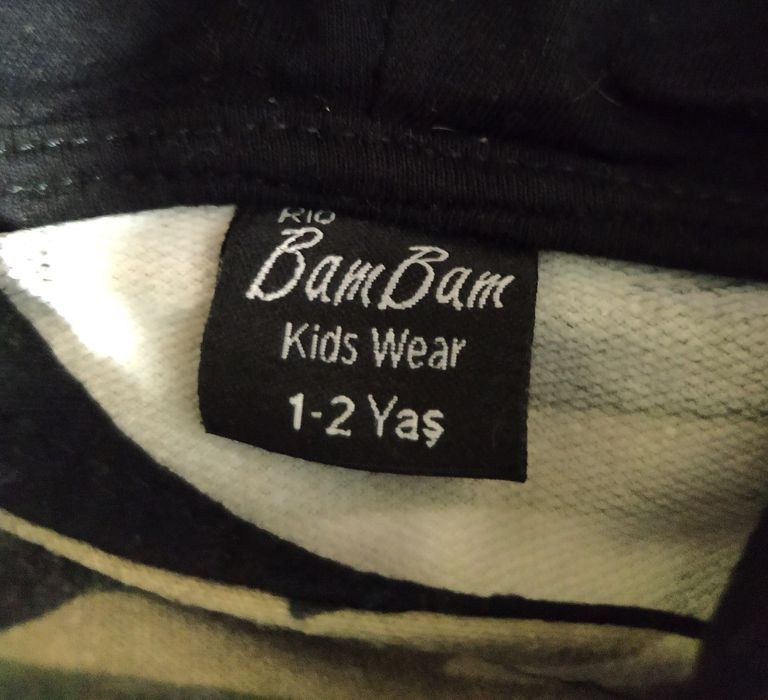 RIO
BamBam
Kids Wear
1-2 Yaş